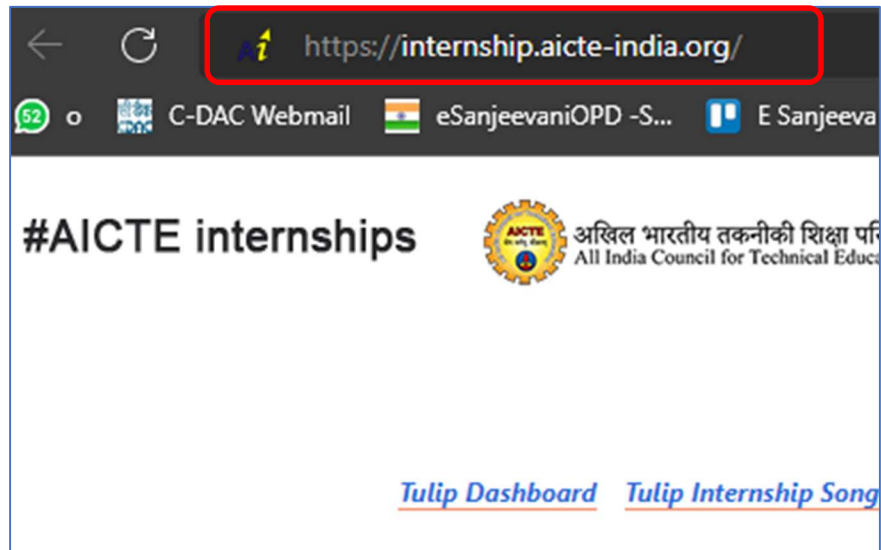 https://internship.aicte-india.org/
52 o C-DAC Webmail eSanjeevaniOPD -S... E Sanjeeva
#AICTE internships
AICTE
अखिल भारतीय तकनीकी शिक्षा
All India Council for Technical Educa
Tulip Dashboard Tulip Internship Song